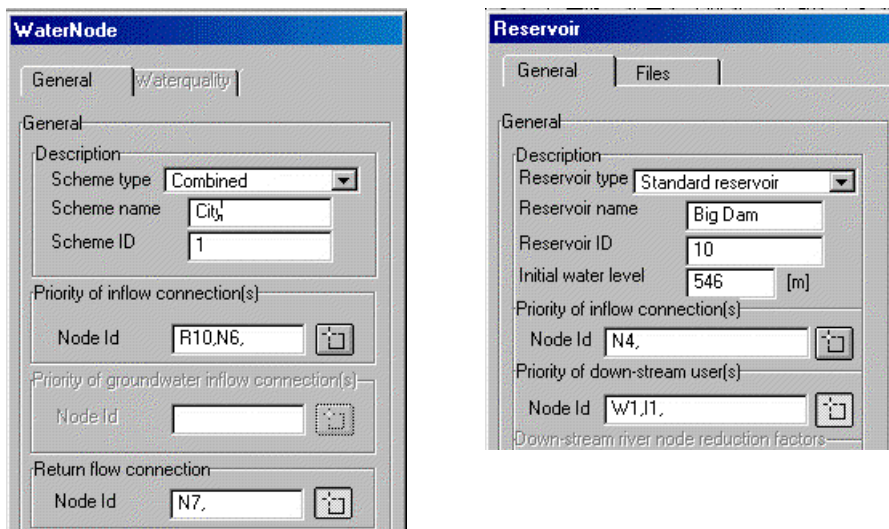 WaterNode
General Waterquality
General
Description
Scheme type Combined
Scheme name City
Scheme ID 1
Priority of inflow connection(s)
Node Id R10,N6,
Priority of groundwater inflow connection(s)
Node Id
Return flow connection
Node Id N7,
Reservoir
General Files
General
Description
Reservoir type Standard reservoir
Reservoir name Big Dam
Reservoir ID 10
Initial water level 546 [m]
Priority of inflow connection(s)
Node Id N4,
Priority of down-stream user(s)
Node Id W1,I1,
Down-stream river node reduction factors